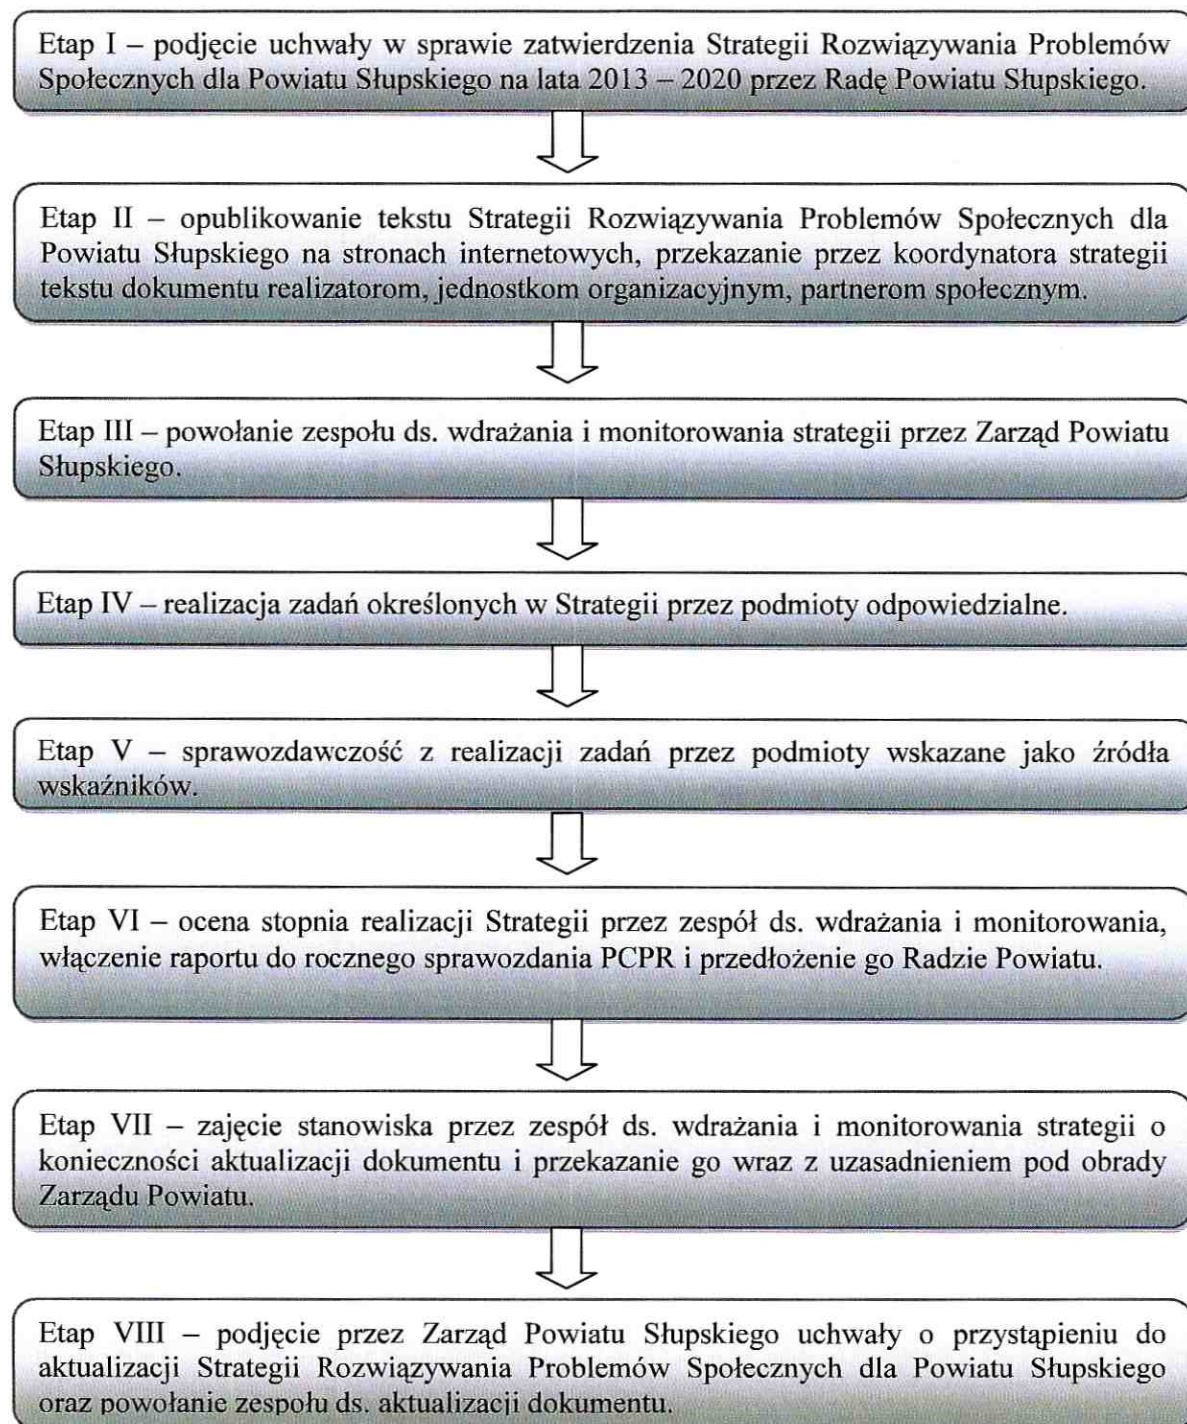 Etap I – podjęcie uchwały w sprawie zatwierdzenia Strategii Rozwiązywania Problemów
Społecznych dla Powiatu Słupskiego na lata 2013 – 2020 przez Radę Powiatu Słupskiego.
Etap II – opublikowanie tekstu Strategii Rozwiązywania Problemów Społecznych dla
Powiatu Słupskiego na stronach internetowych, przekazanie przez koordynatora strategii
tekstu dokumentu realizatorom, jednostkom organizacyjnym, partnerom społecznym.
Etap III – powołanie zespołu ds. wdrażania i monitorowania strategii przez Zarząd Powiatu
Słupskiego.
Etap IV – realizacja zadań określonych w Strategii przez podmioty odpowiedzialne.
Etap V – sprawozdawczość z realizacji zadań przez podmioty wskazane jako źródła
wskaźników.
Etap VI – ocena stopnia realizacji Strategii przez zespół ds. wdrażania i monitorowania,
włączenie raportu do rocznego sprawozdania PCPR i przedłożenie go Radzie Powiatu.
Etap VII – zajęcie stanowiska przez zespół ds. wdrażania i monitorowania strategii o
konieczności aktualizacji dokumentu i przekazanie go wraz z uzasadnieniem pod obrady
Zarządu Powiatu.
Etap VIII – podjęcie przez Zarząd Powiatu Słupskiego uchwały o przystąpieniu do
aktualizacji Strategii Rozwiązywania Problemów Społecznych dla Powiatu Słupskiego
oraz powołanie zespołu ds. aktualizacji dokumentu.